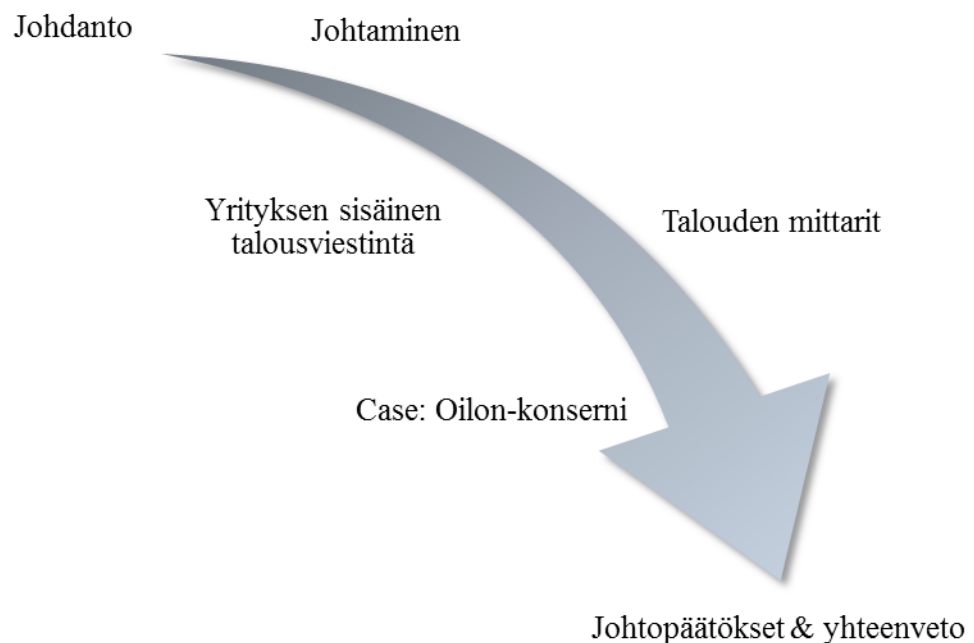 Johdanto
Johtaminen
Yrityksen sisäinen
talousviestintä
Talouden mittarit
Case: Oilon-konserni
Johtopäätökset & yhteenveto